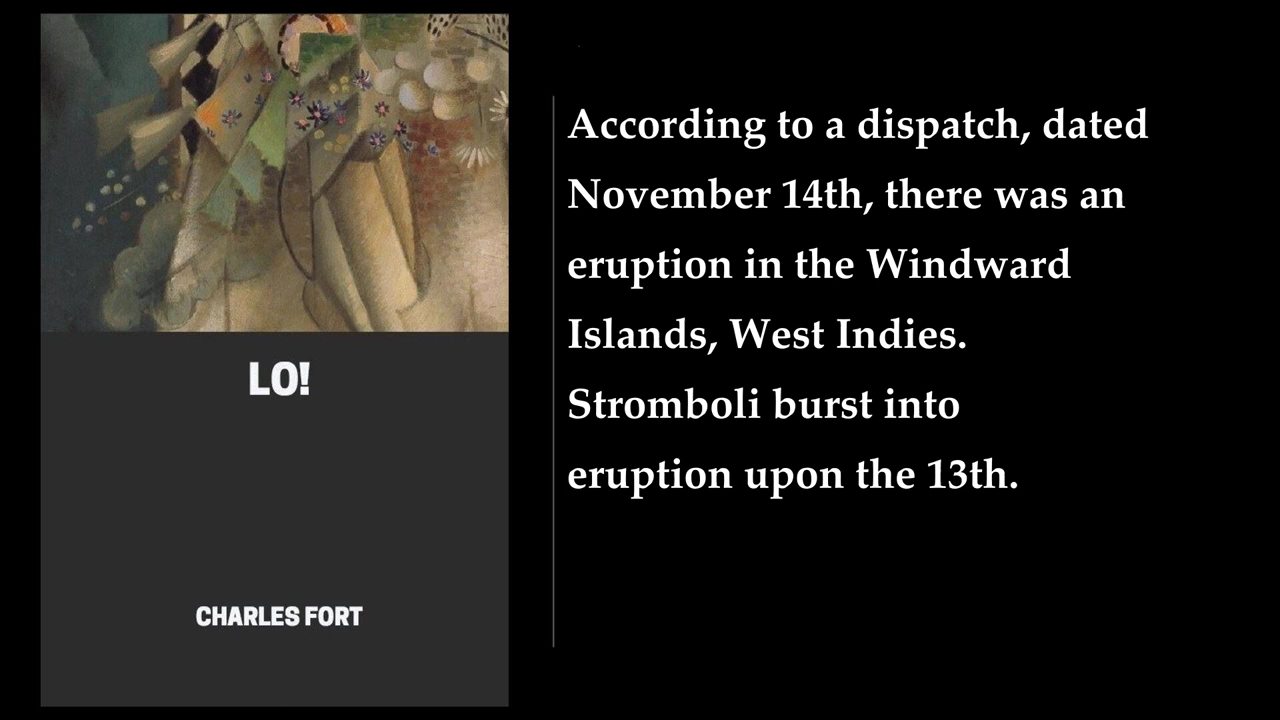 LO!
CHARLES FORT
According to a dispatch, dated
November 14th, there was an
eruption in the Windward
Islands, West Indies.
Stromboli burst into
eruption upon the 13th.